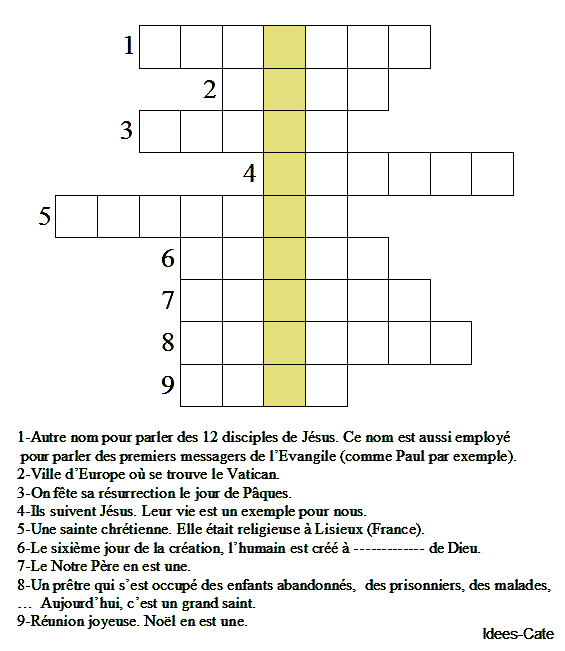 1
2
3
4
5
6
7
8
9
1-Autre nom pour parler des 12 disciples de Jésus. Ce nom est aussi employé
pour parler des premiers messagers de l'Evangile (comme Paul par exemple).
2-Ville d'Europe où se trouve le Vatican.
3-On fête sa résurrection le jour de Pâques.
4-Ils suivent Jésus. Leur vie est un exemple pour nous.
5-Une sainte chrétienne. Elle était religieuse à Lisieux (France).
6-Le sixième jour de la création, l'humain est créé à ------------- de Dieu.
7-Le Notre Père en est une.
8-Un prêtre qui s'est occupé des enfants abandonnés, des prisonniers, des malades,
... Aujourd'hui, c'est un grand saint.
9-Réunion joyeuse. Noël en est une.
Idees-Cate